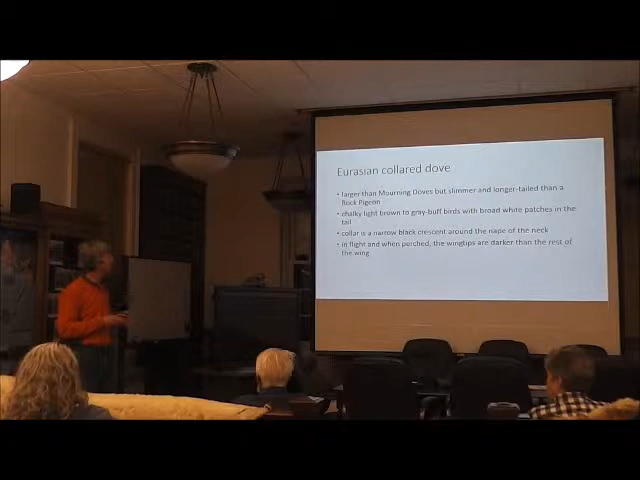 Eurasian collared dove
• larger than Mourning Doves but slimmer and longer-tailed than a
Rock Pigeon
• chalky light brown to gray-buff birds with broad white patches in the
tail
• collar is a narrow black crescent around the nape of the neck
• in flight and when perched, the wingtips are darker than the rest of
the wing